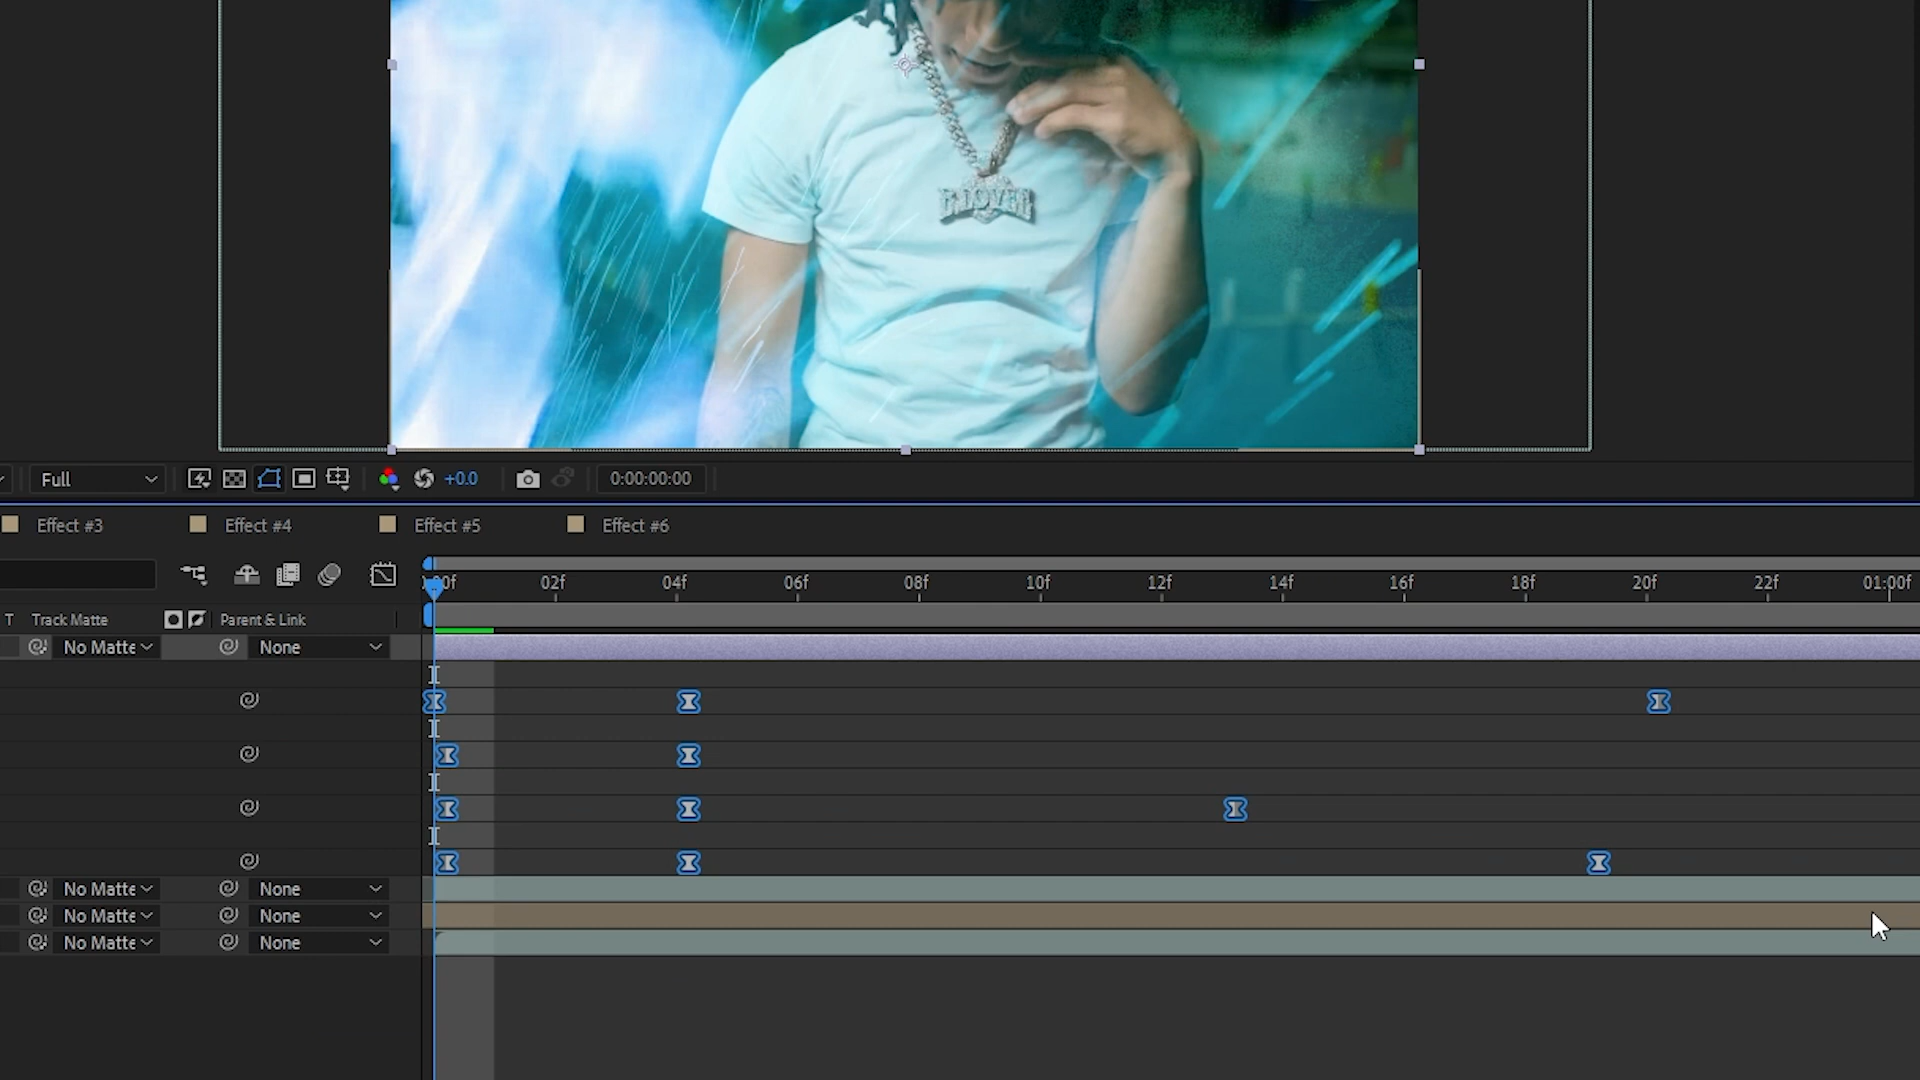 Full +0.0 0:00:00:00
Effect #3 Effect #4 Effect #5 Effect #6
:00f 02f 04f 06f 08f 10f 12f 14f 16f 18f 20f 22f 01:00f
T Track Matte Parent & Link
No Matte None
No Matte None
No Matte None
No Matte None